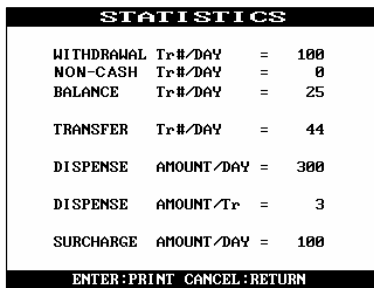 STATISTICS
WITHDRAWAL Tr#/DAY = 100
NON-CASH Tr#/DAY = 0
BALANCE Tr#/DAY = 25
TRANSFER Tr#/DAY = 44
DISPENSE AMOUNT/DAY = 300
DISPENSE AMOUNT/Tr = 3
SURCHARGE AMOUNT/DAY = 100
ENTER:PRINT CANCEL:RETURN